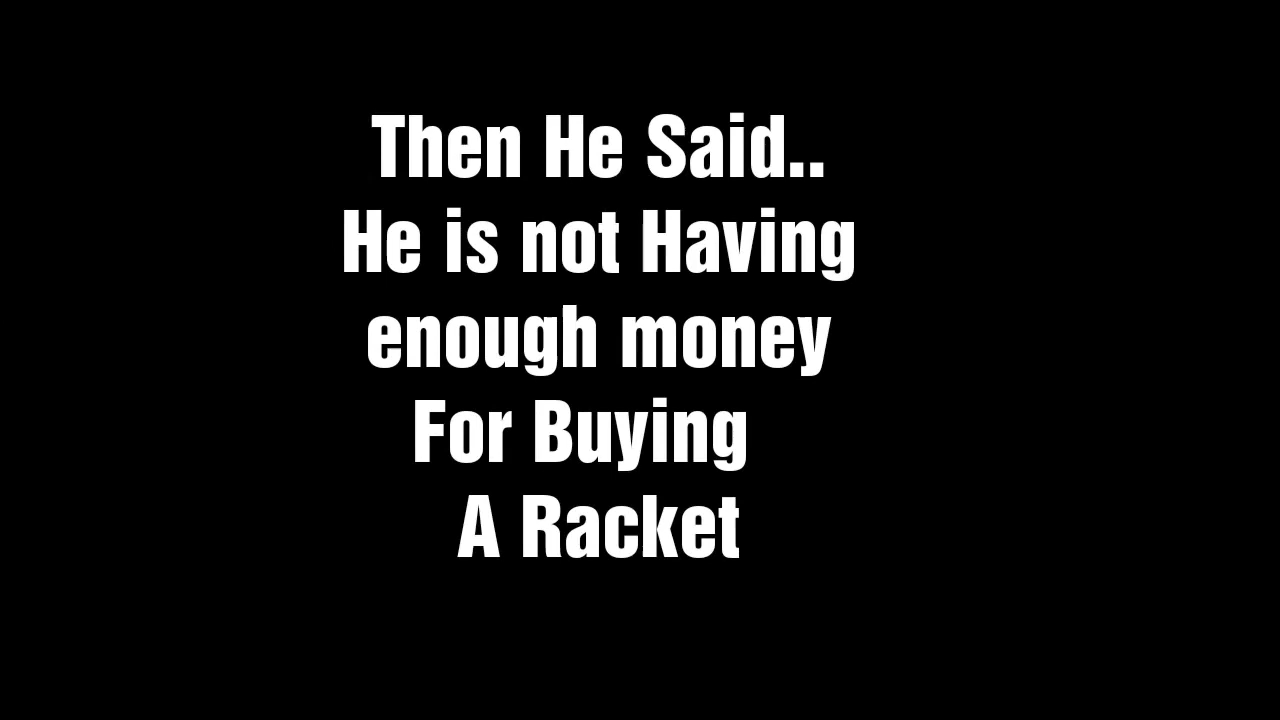 Then He Said..
He is not Having
enough money
For Buying
A Racket